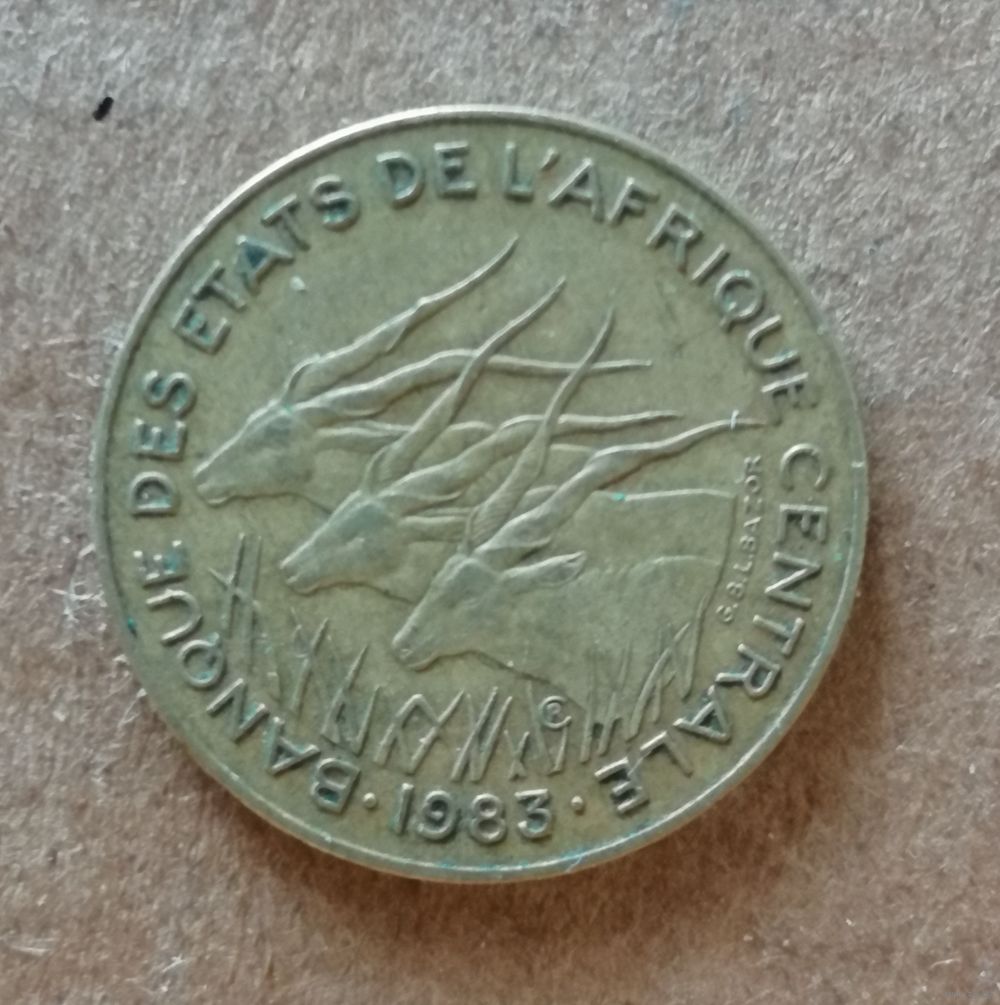 BANQUE DES ETATS DE L'AFRIQUE CENTRALE
· 1983 ·
G.B.L.BAZOR